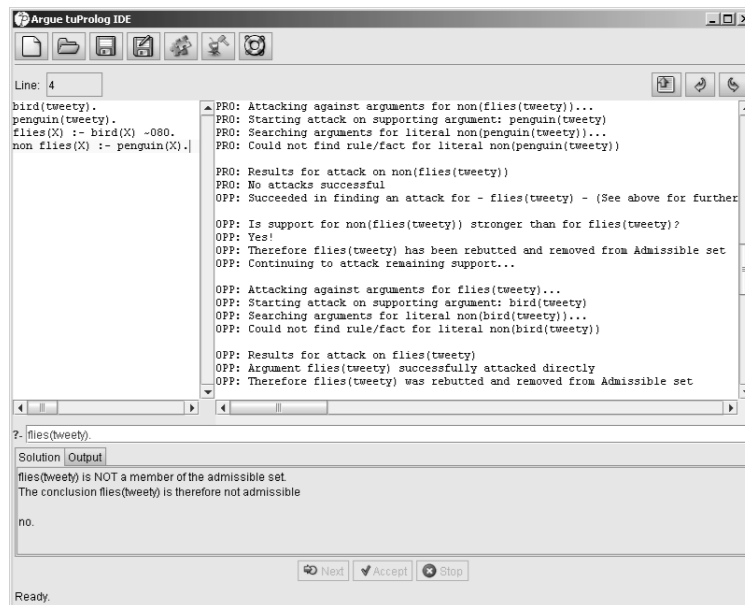 Argue tuProlog IDE
Line: 4
bird(tweety).
penguin(tweety).
flies(X) :- bird(X) ~080.
non flies(X) :- penguin(X).
PRO: Attacking against arguments for non(flies(tweety))...
PRO: Starting attack on supporting argument: penguin(tweety)
PRO: Searching arguments for literal non(penguin(tweety))...
PRO: Could not find rule/fact for literal non(penguin(tweety))
PRO: Results for attack on non(flies(tweety))
PRO: No attacks successful
OPP: Succeeded in finding an attack for - flies(tweety) - (See above for further
OPP: Is support for non(flies(tweety)) stronger than for flies(tweety)?
OPP: Yes!
OPP: Therefore flies(tweety) has been rebutted and removed from Admissible set
OPP: Continuing to attack remaining support...
OPP: Attacking against arguments for flies(tweety)...
OPP: Starting attack on supporting argument: bird(tweety)
OPP: Searching arguments for literal non(bird(tweety))...
OPP: Could not find rule/fact for literal non(bird(tweety))
OPP: Results for attack on flies(tweety)
OPP: Argument flies(tweety) successfully attacked directly
OPP: Therefore flies(tweety) was rebutted and removed from Admissible set
?- flies(tweety).
Solution Output
flies(tweety) is NOT a member of the admissible set.
The conclusion flies(tweety) is therefore not admissible
no.
Next Accept Stop
Ready.